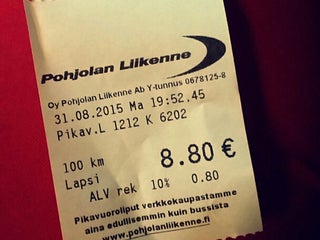 Pohjolan Liikenne
Oy Pohjolan Liikenne Ab Y-tunnus 0678125-8
31.08.2015 Ma 19:52.45
Pikav.L 1212 K 6202
100 km 8.80 €
Lapsi
ALV rek 10% 0.80
Pikavuoroliput verkkokaupastamme
aina edullisemmin kuin bussista
www.pohjolanliikenne.fi